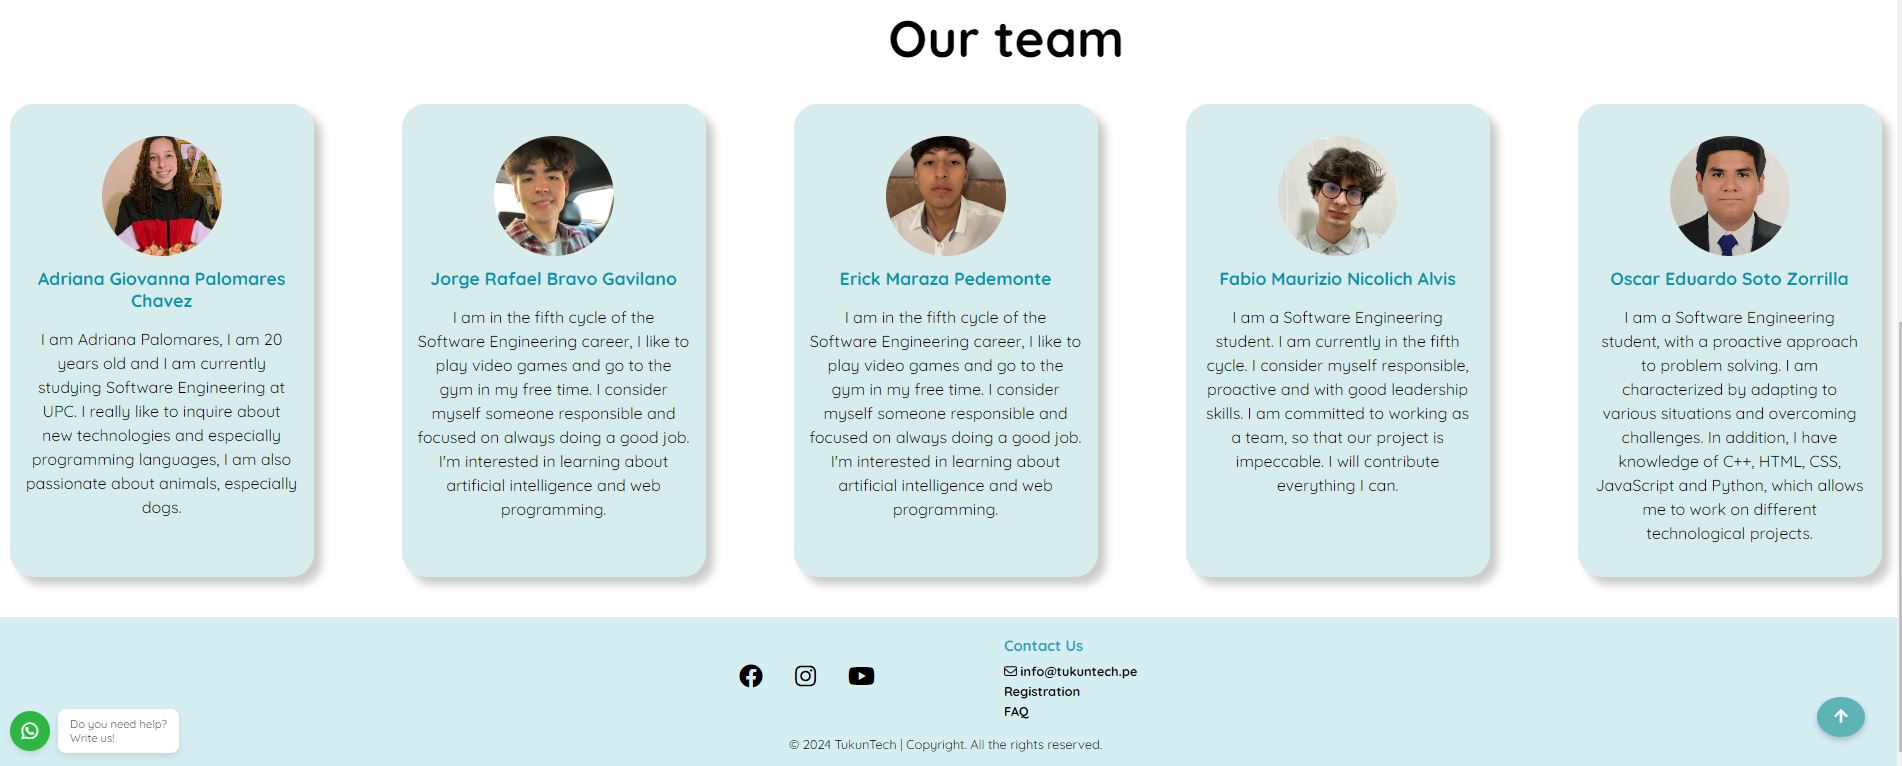 Our team
Adriana Giovanna Palomares
Chavez
I am Adriana Palomares, I am 20
years old and I am currently
studying Software Engineering at
UPC. I really like to inquire about
new technologies and especially
programming languages, I am also
passionate about animals, especially
dogs.
Jorge Rafael Bravo Gavilano
I am in the fifth cycle of the
Software Engineering career, I like to
play video games and go to the
gym in my free time. I consider
myself someone responsible and
focused on always doing a good job.
I'm interested in learning about
artificial intelligence and web
programming.
Erick Maraza Pedemonte
I am in the fifth cycle of the
Software Engineering career, I like to
play video games and go to the
gym in my free time. I consider
myself someone responsible and
focused on always doing a good job.
I'm interested in learning about
artificial intelligence and web
programming.
Fabio Maurizio Nicolich Alvis
I am a Software Engineering
student. I am currently in the fifth
cycle. I consider myself responsible,
proactive and with good leadership
skills. I am committed to working as
a team, so that our project is
impeccable. I will contribute
everything I can.
Oscar Eduardo Soto Zorrilla
I am a Software Engineering
student, with a proactive approach
to problem solving. I am
characterized by adapting to
various situations and overcoming
challenges. In addition, I have
knowledge of C++, HTML, CSS,
JavaScript and Python, which allows
me to work on different
technological projects.
Contact Us
info@tukuntech.pe
Registration
FAQ
Do you need help?
Write us!
© 2024 TukunTech | Copyright. All the rights reserved.